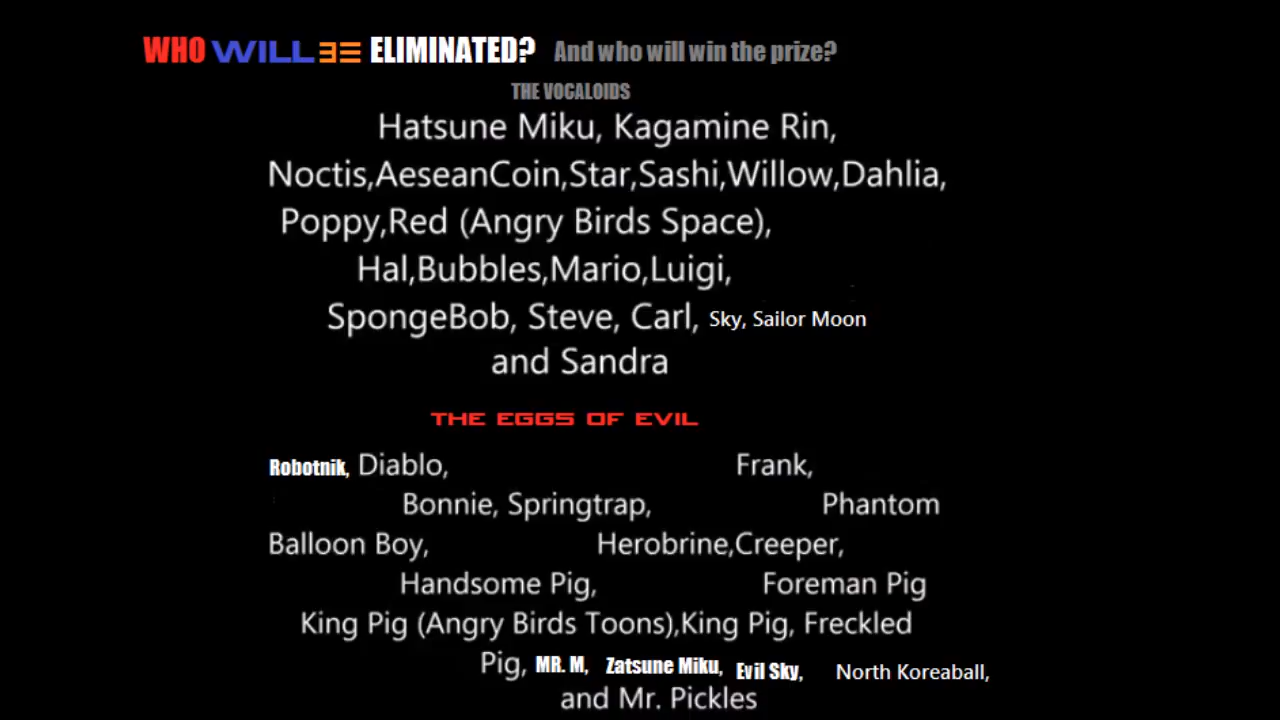 WHO WILL BE ELIMINATED? And who will win the prize?
THE VOCALOIDS
Hatsune Miku, Kagamine Rin,
Noctis,AeseanCoin,Star,Sashi,Willow,Dahlia,
Poppy,Red (Angry Birds Space),
Hal,Bubbles,Mario,Luigi,
SpongeBob, Steve, Carl, Sky, Sailor Moon
and Sandra
THE EGGS OF EVIL
Robotnik, Diablo, Frank,
Bonnie, Springtrap, Phantom
Balloon Boy, Herobrine,Creeper,
Handsome Pig, Foreman Pig
King Pig (Angry Birds Toons),King Pig, Freckled
Pig, MR. M, Zatsune Miku, Evil Sky, North Koreaball,
and Mr. Pickles